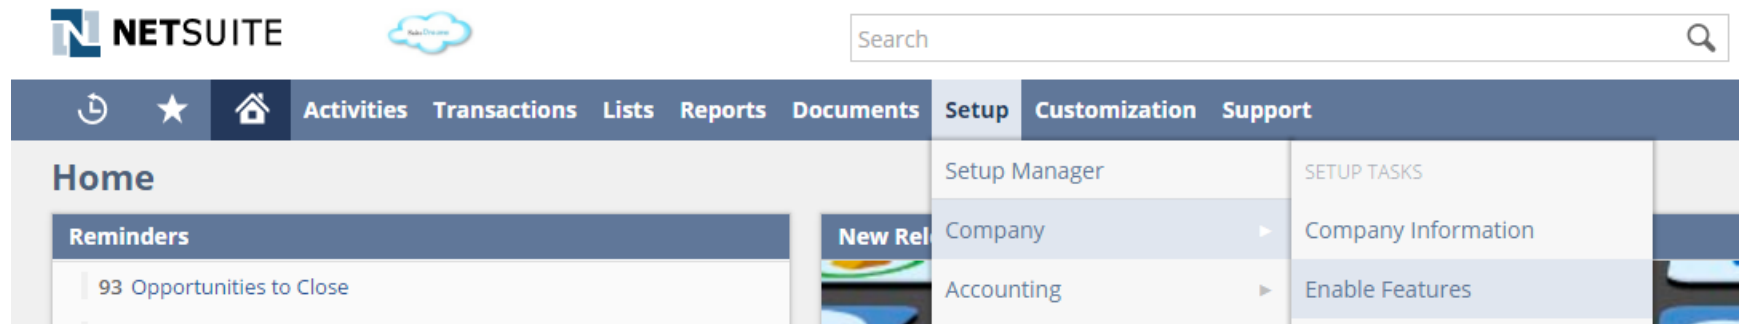 NETSUITE
Search
Activities Transactions Lists Reports Documents Setup Customization Support
Home
Setup Manager
SETUP TASKS
Reminders
New Rel
Company
Company Information
93 Opportunities to Close
Accounting
Enable Features